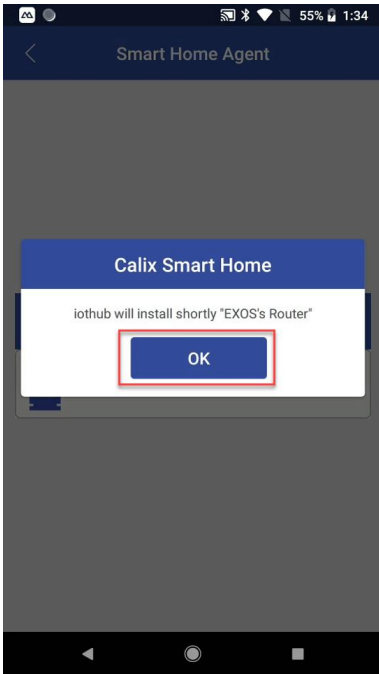 55% 1:34
Smart Home Agent
Calix Smart Home
iothub will install shortly "EXOS's Router"
OK